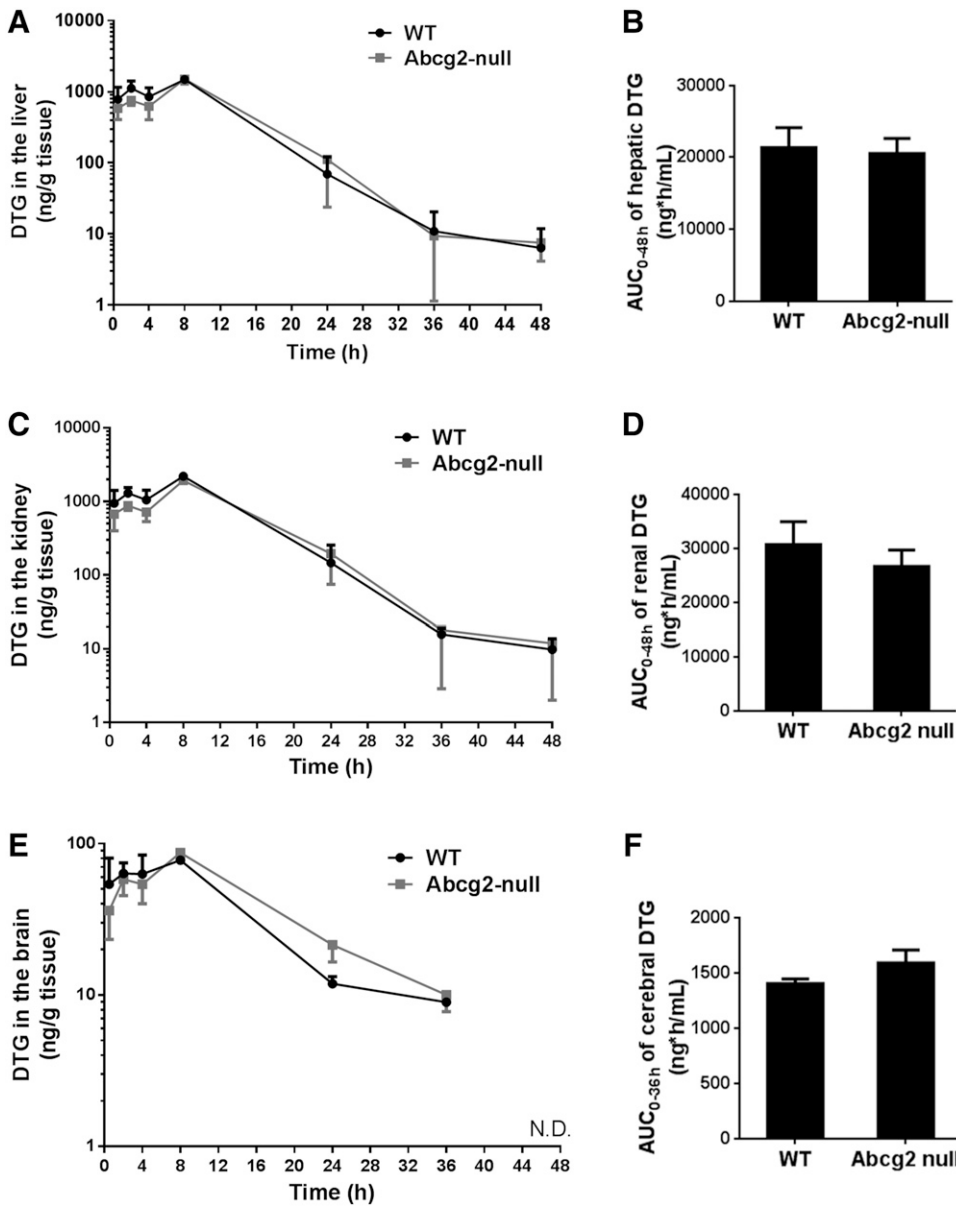 A
DTG in the liver
(ng/g tissue)
10000
1000
100
10
1
WT
Abcg2-null
0 4 8 12 16 20 24 28 32 36 40 44 48
Time (h)
B
AUC0-48h of hepatic DTG
(ng*h/mL)
30000
20000
10000
0
WT Abcg2-null
C
DTG in the kidney
(ng/g tissue)
10000
1000
100
10
1
WT
Abcg2-null
0 4 8 12 16 20 24 28 32 36 40 44 48
Time (h)
D
AUC0-48h of renal DTG
(ng*h/mL)
40000
30000
20000
10000
0
WT Abcg2 null
E
DTG in the brain
(ng/g tissue)
100
10
1
WT
Abcg2-null
N.D.
0 4 8 12 16 20 24 28 32 36 40 44 48
Time (h)
F
AUC0-36h of cerebral DTG
(ng*h/mL)
2000
1500
1000
500
0
WT Abcg2 null